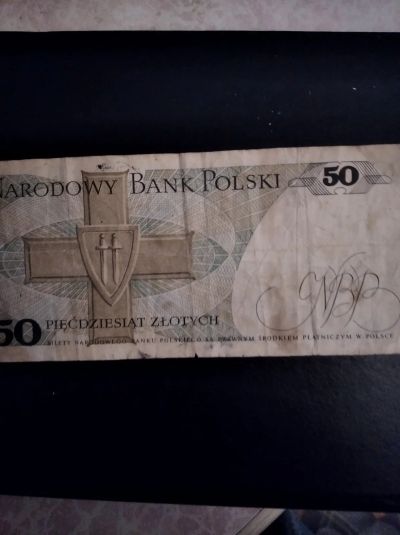 NARODOWY BANK POLSKI 50
NBP
50 PIĘĆDZIESIĄT ZŁOTYCH
BILETY NARODOWEGO BANKU POLSKIEGO SĄ PRAWNYM ŚRODKIEM PŁATNICZYM W POLSCE